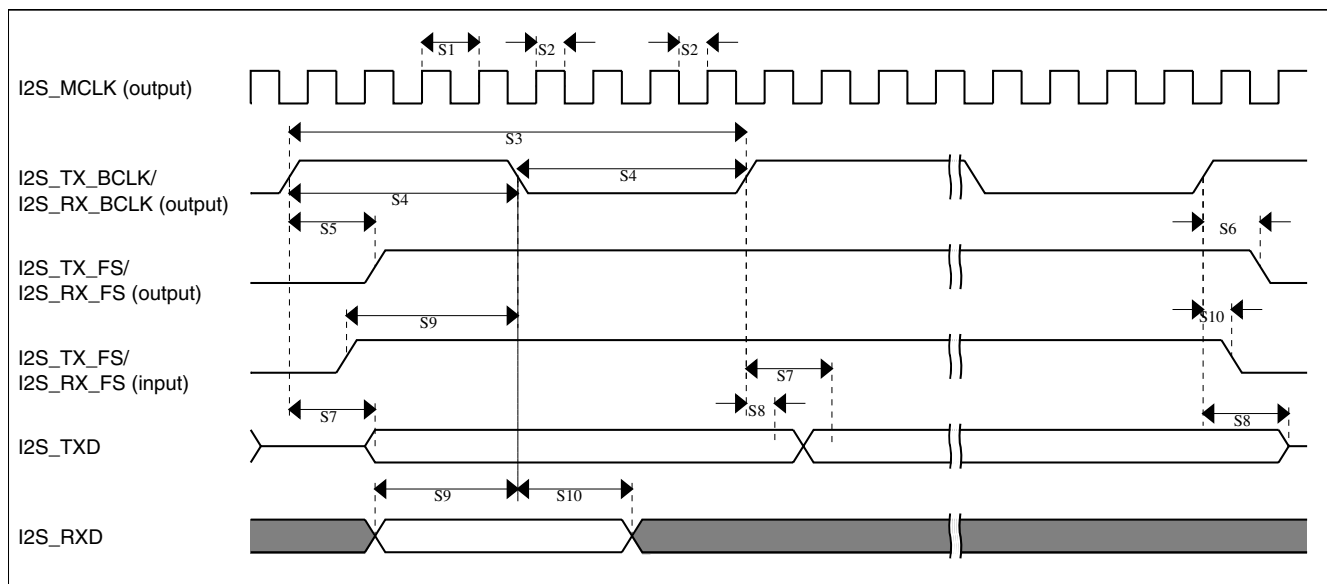 S1 S2 S2
I2S_MCLK (output)
S3
I2S_TX_BCLK/
I2S_RX_BCLK (output)
S4
S4
S5 S6
I2S_TX_FS/
I2S_RX_FS (output)
S9 S10
I2S_TX_FS/
I2S_RX_FS (input)
S7
S7 S8 S8
I2S_TXD
S9 S10
I2S_RXD